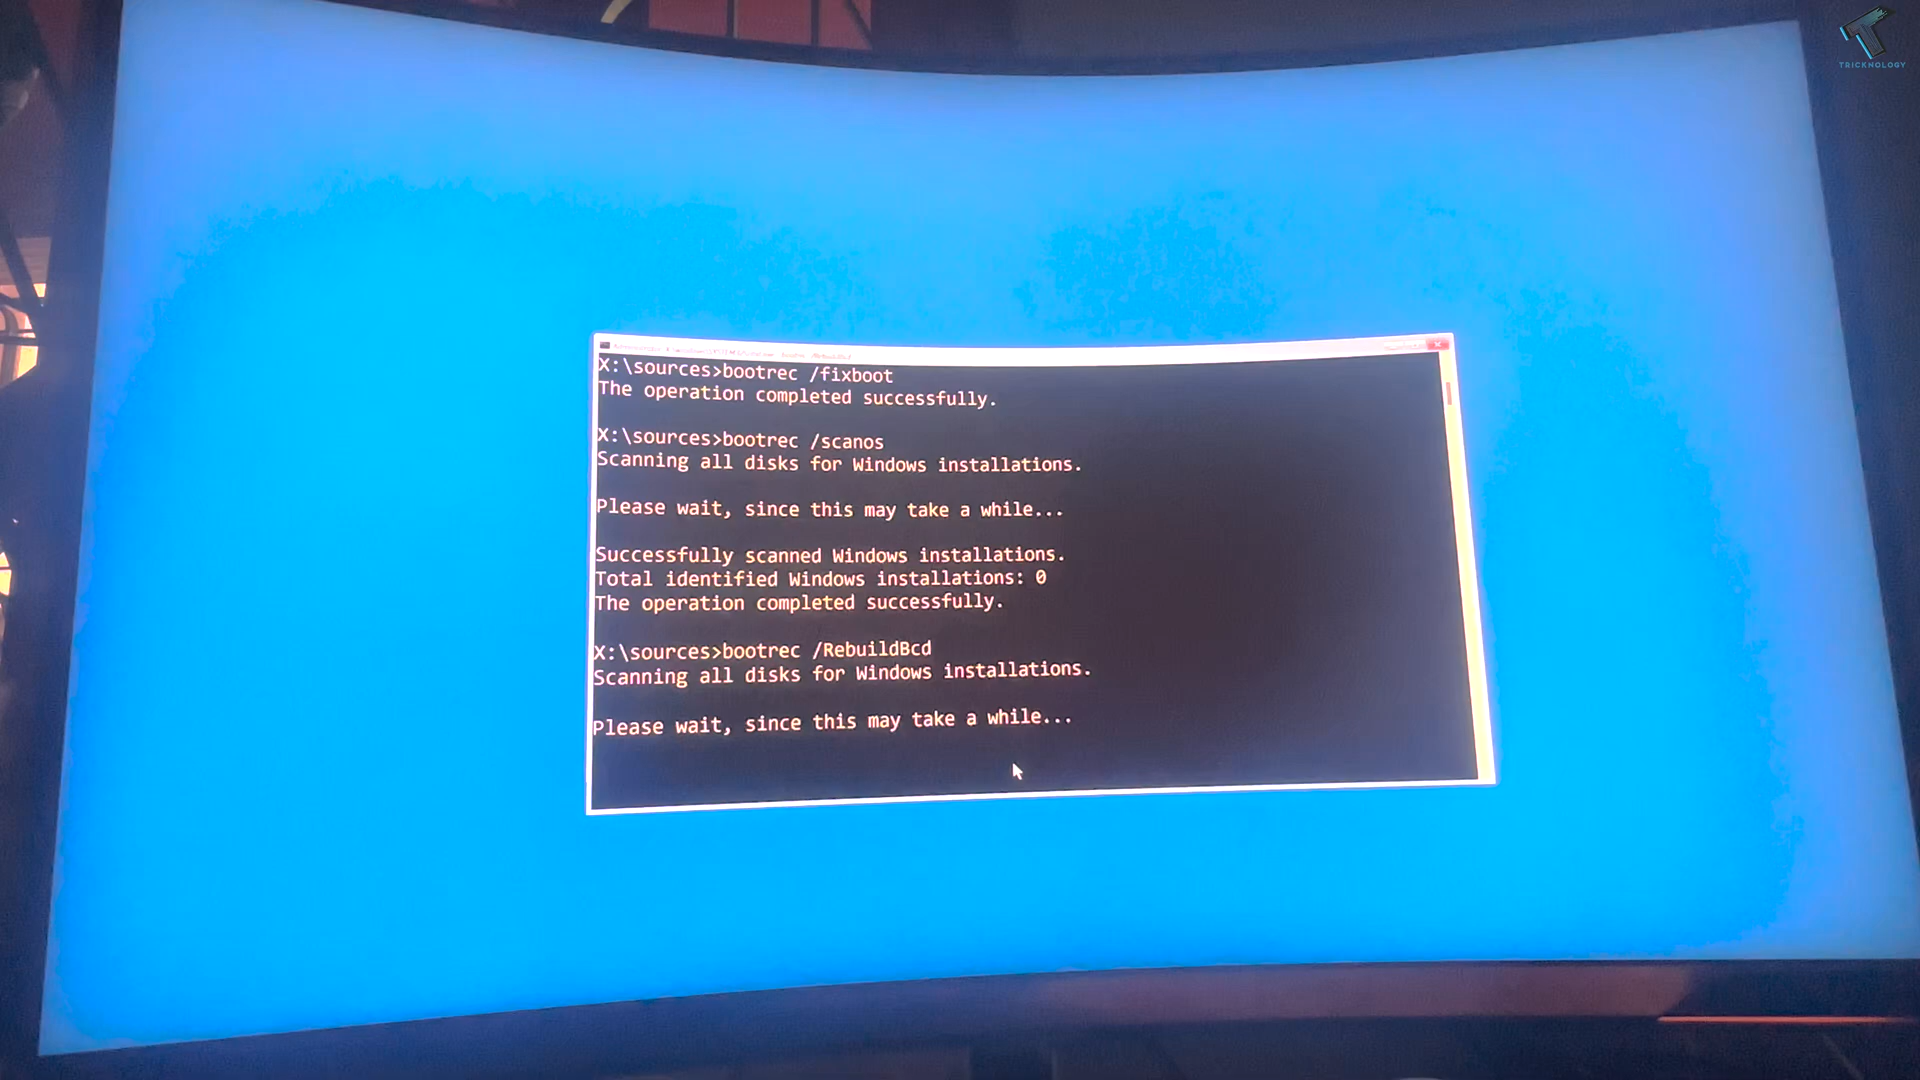 TRICKNOLOGY
X:\sources>bootrec /fixboot
The operation completed successfully.
X:\sources>bootrec /scanos
Scanning all disks for Windows installations.
Please wait, since this may take a while...
Successfully scanned Windows installations.
Total identified Windows installations: 0
The operation completed successfully.
X:\sources>bootrec /RebuildBcd
Scanning all disks for Windows installations.
Please wait, since this may take a while...